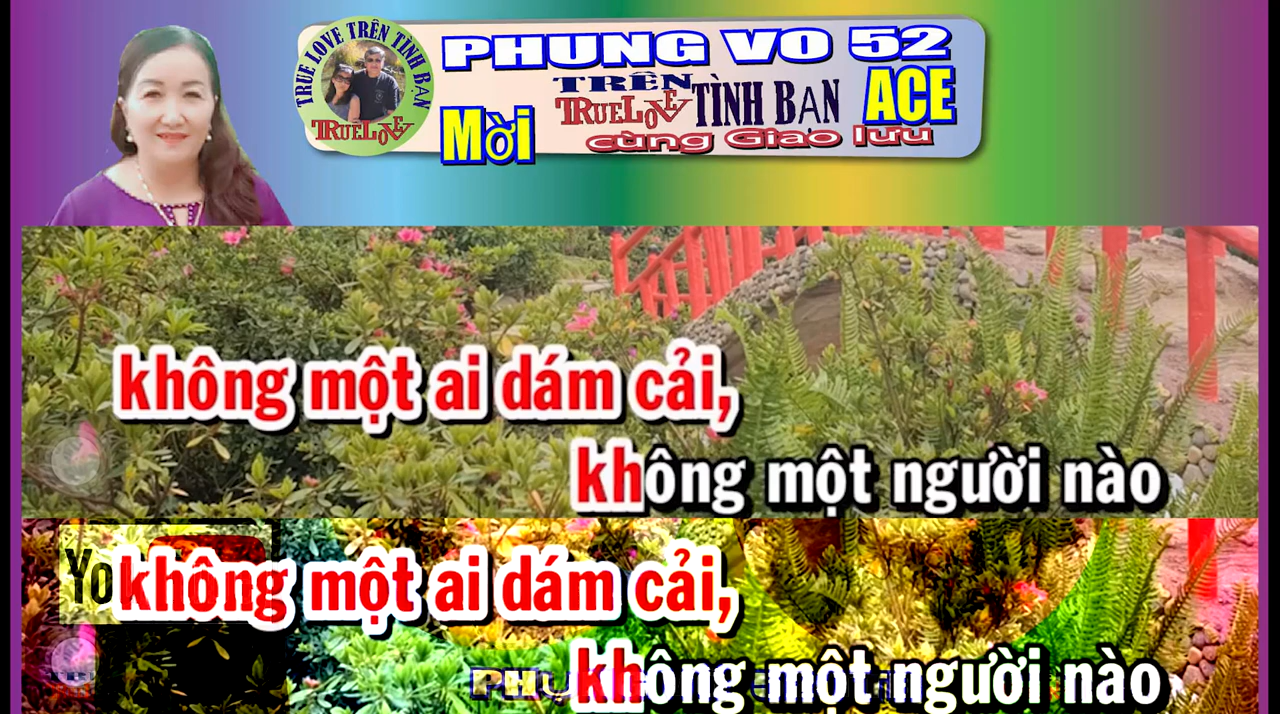 TRUE LOVE TRÊN TÌNH BẠN
TRUELOVE
PHUNG VO 52
TRÊN
TRUELOVE TÌNH BẠN ACE
Mời
cùng Giao lưu
không một ai dám cải,
không một người nào
không một ai dám cải,
không một người nào